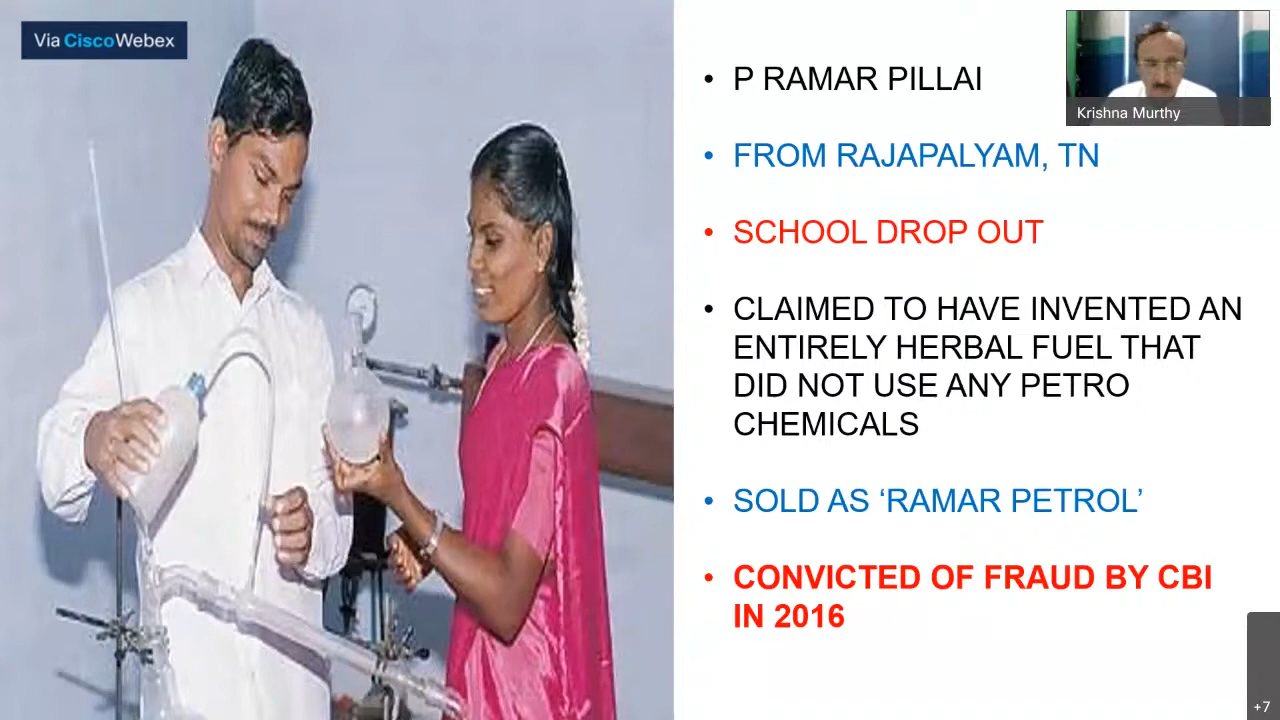 Via CiscoWebex
• P RAMAR PILLAI
Krishna Murthy
• FROM RAJAPALYAM, TN
• SCHOOL DROP OUT
• CLAIMED TO HAVE INVENTED AN
ENTIRELY HERBAL FUEL THAT
DID NOT USE ANY PETRO
CHEMICALS
• SOLD AS ‘RAMAR PETROL’
• CONVICTED OF FRAUD BY CBI
IN 2016
+7